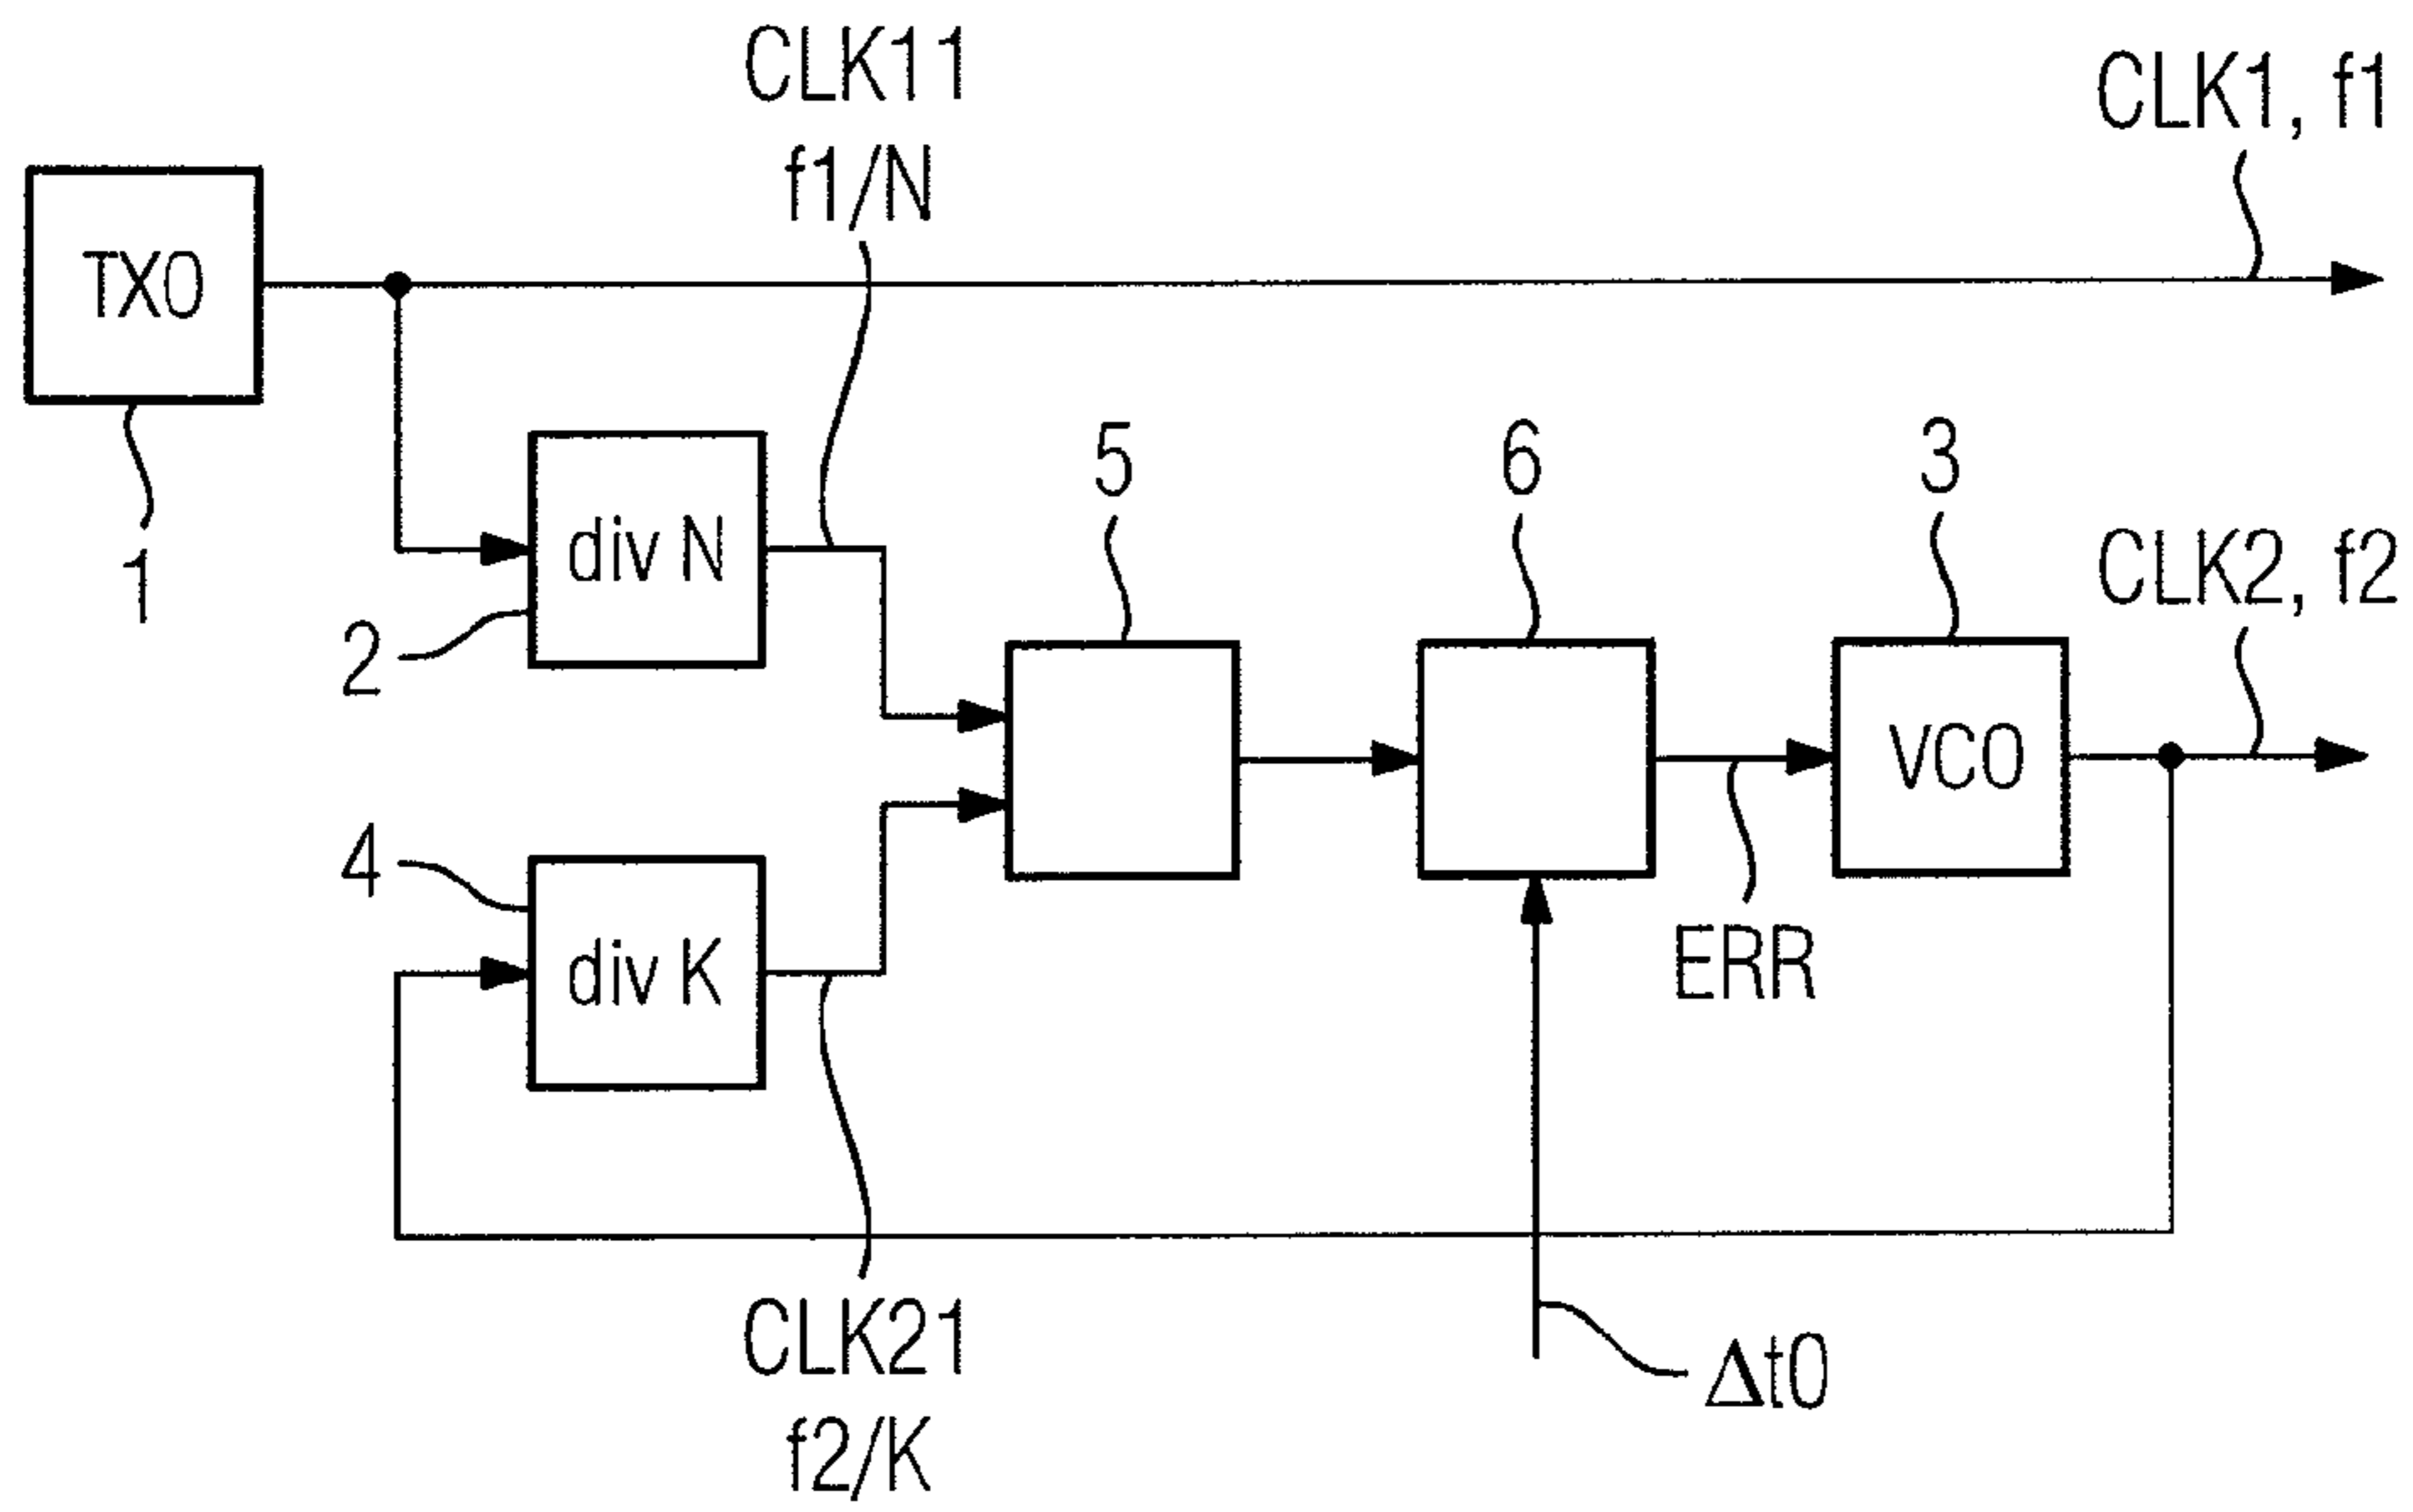 CLK11
f1/N
CLK1, f1
TXO
1
div N
2
5
6
3
CLK2, f2
VCO
4
div K
ERR
CLK21
f2/K
Δt0